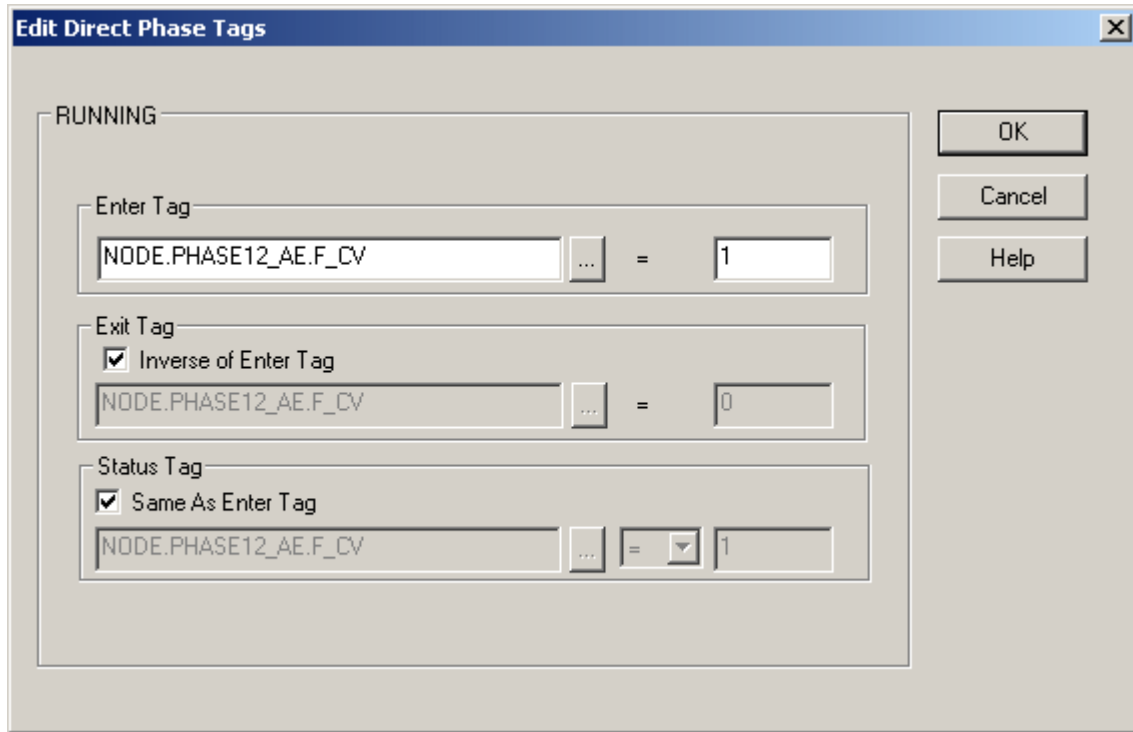 Edit Direct Phase Tags
RUNNING
OK
Cancel
Help
Enter Tag
NODE.PHASE12_AE.F_CV ... = 1
Exit Tag
Inverse of Enter Tag
NODE.PHASE12_AE.F_CV ... = 0
Status Tag
Same As Enter Tag
NODE.PHASE12_AE.F_CV ... = 1